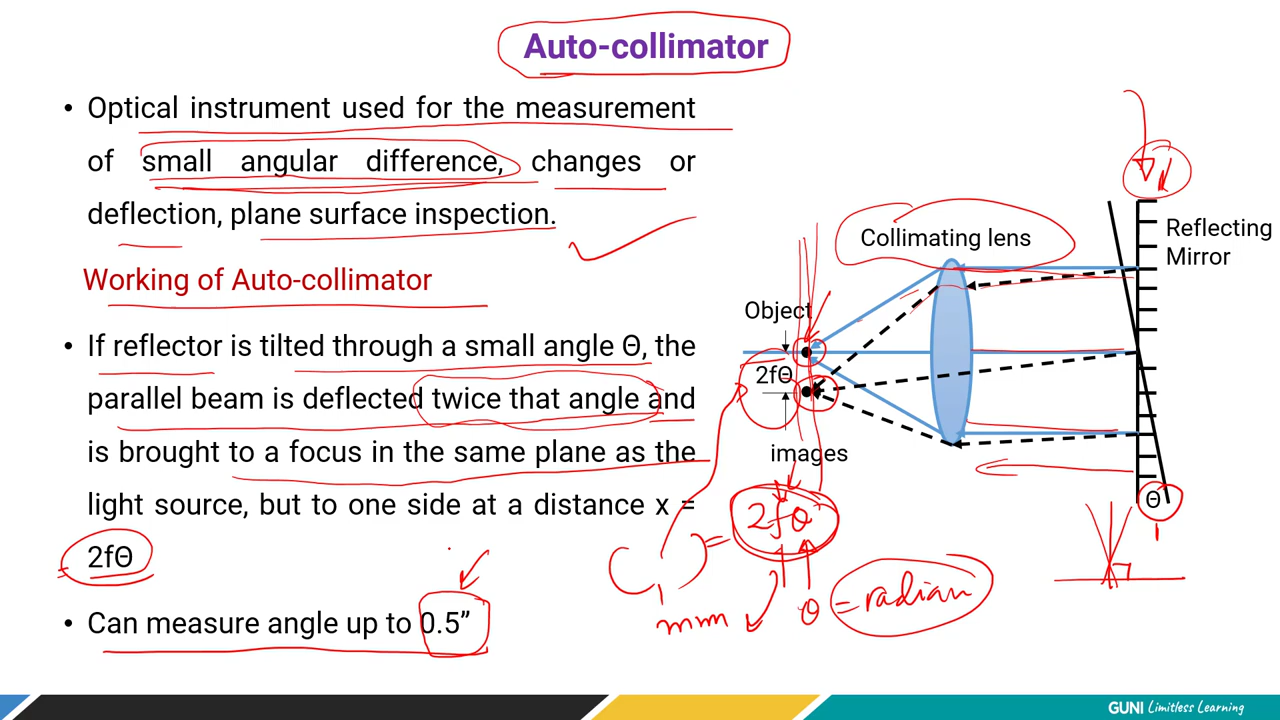 Auto-collimator
• Optical instrument used for the measurement
of small angular difference, changes or
deflection, plane surface inspection.
Working of Auto-collimator
• If reflector is tilted through a small angle Θ, the
parallel beam is deflected twice that angle and
is brought to a focus in the same plane as the
light source, but to one side at a distance x =
2fΘ
• Can measure angle up to 0.5”
Collimating lens
Reflecting
Mirror
Object
2fΘ
images
Θ
= 2fθ
mm
θ = radian
GUNI Limitless Learning